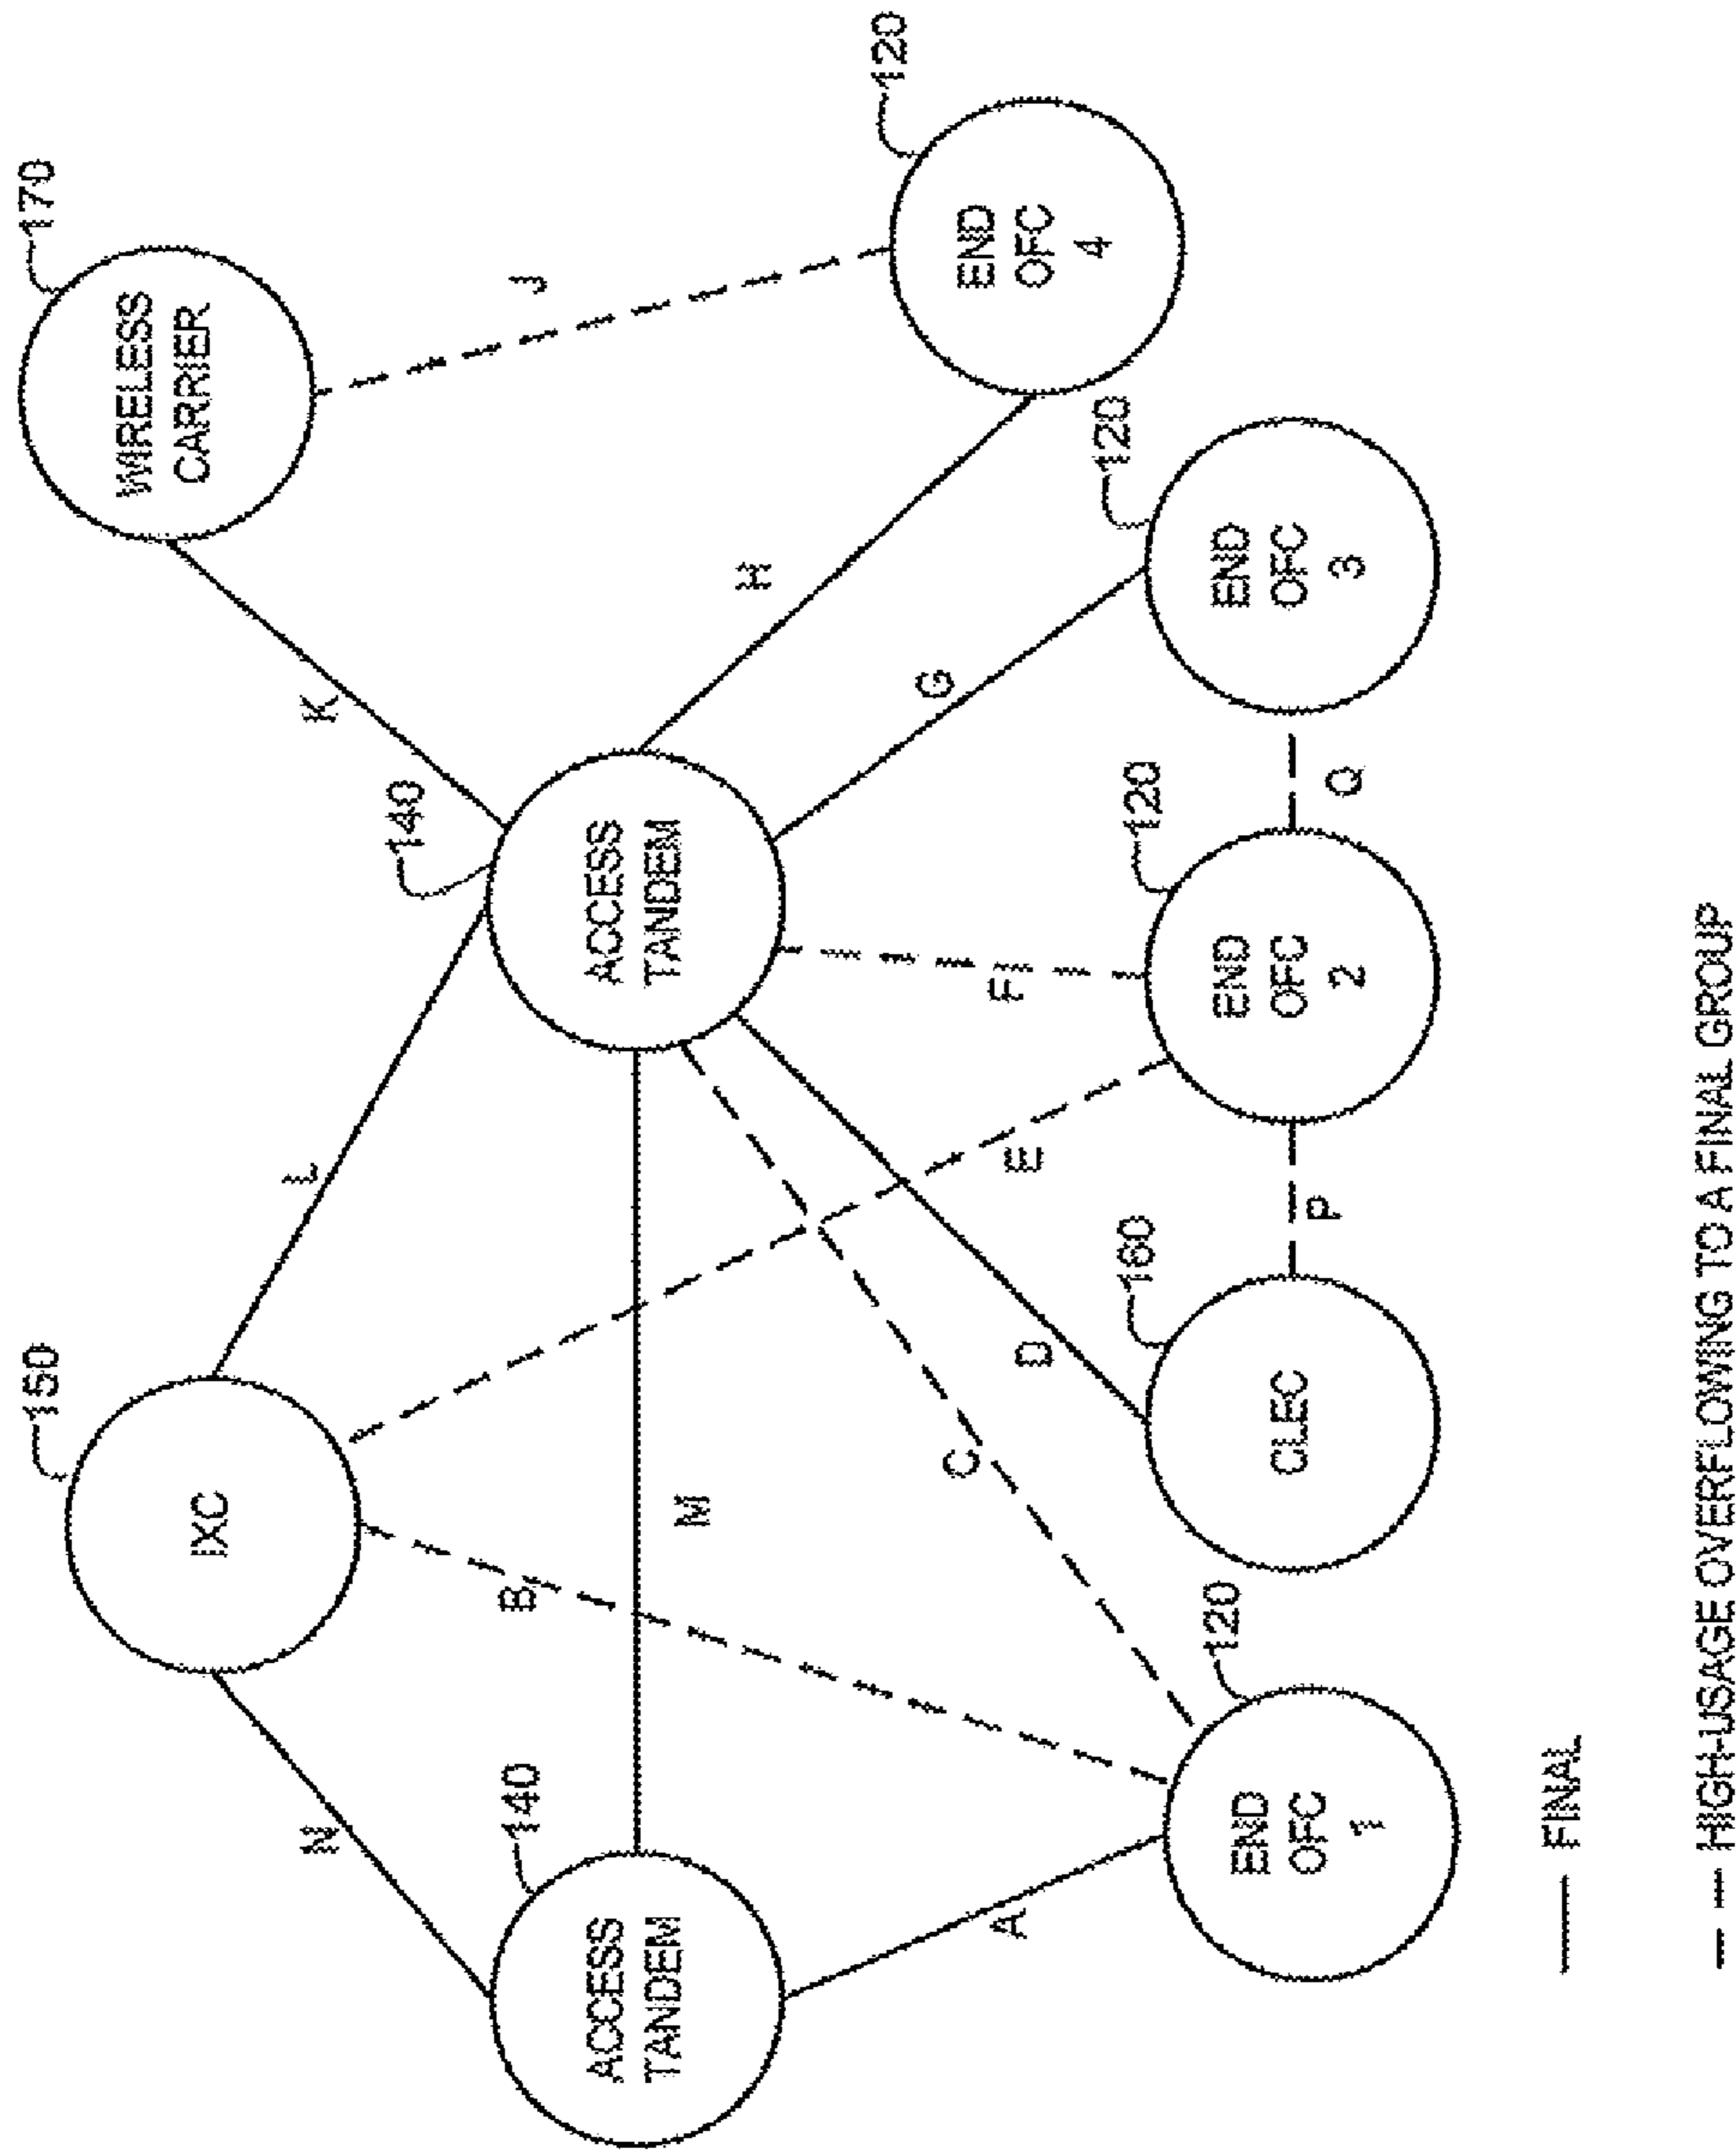 WIRELESS
CARRIER
170
J
120
END
OFC
4
K
H
140
ACCESS
TANDEM
G
120
END
OFC
3
Q
120
END
OFC
2
F
E
L
P
160
CLEC
D
C
150
IXC
M
B
N
140
ACCESS
TANDEM
A
120
END
OFC
1
FINAL
HIGH-USAGE OVERFLOWING TO A FINAL GROUP